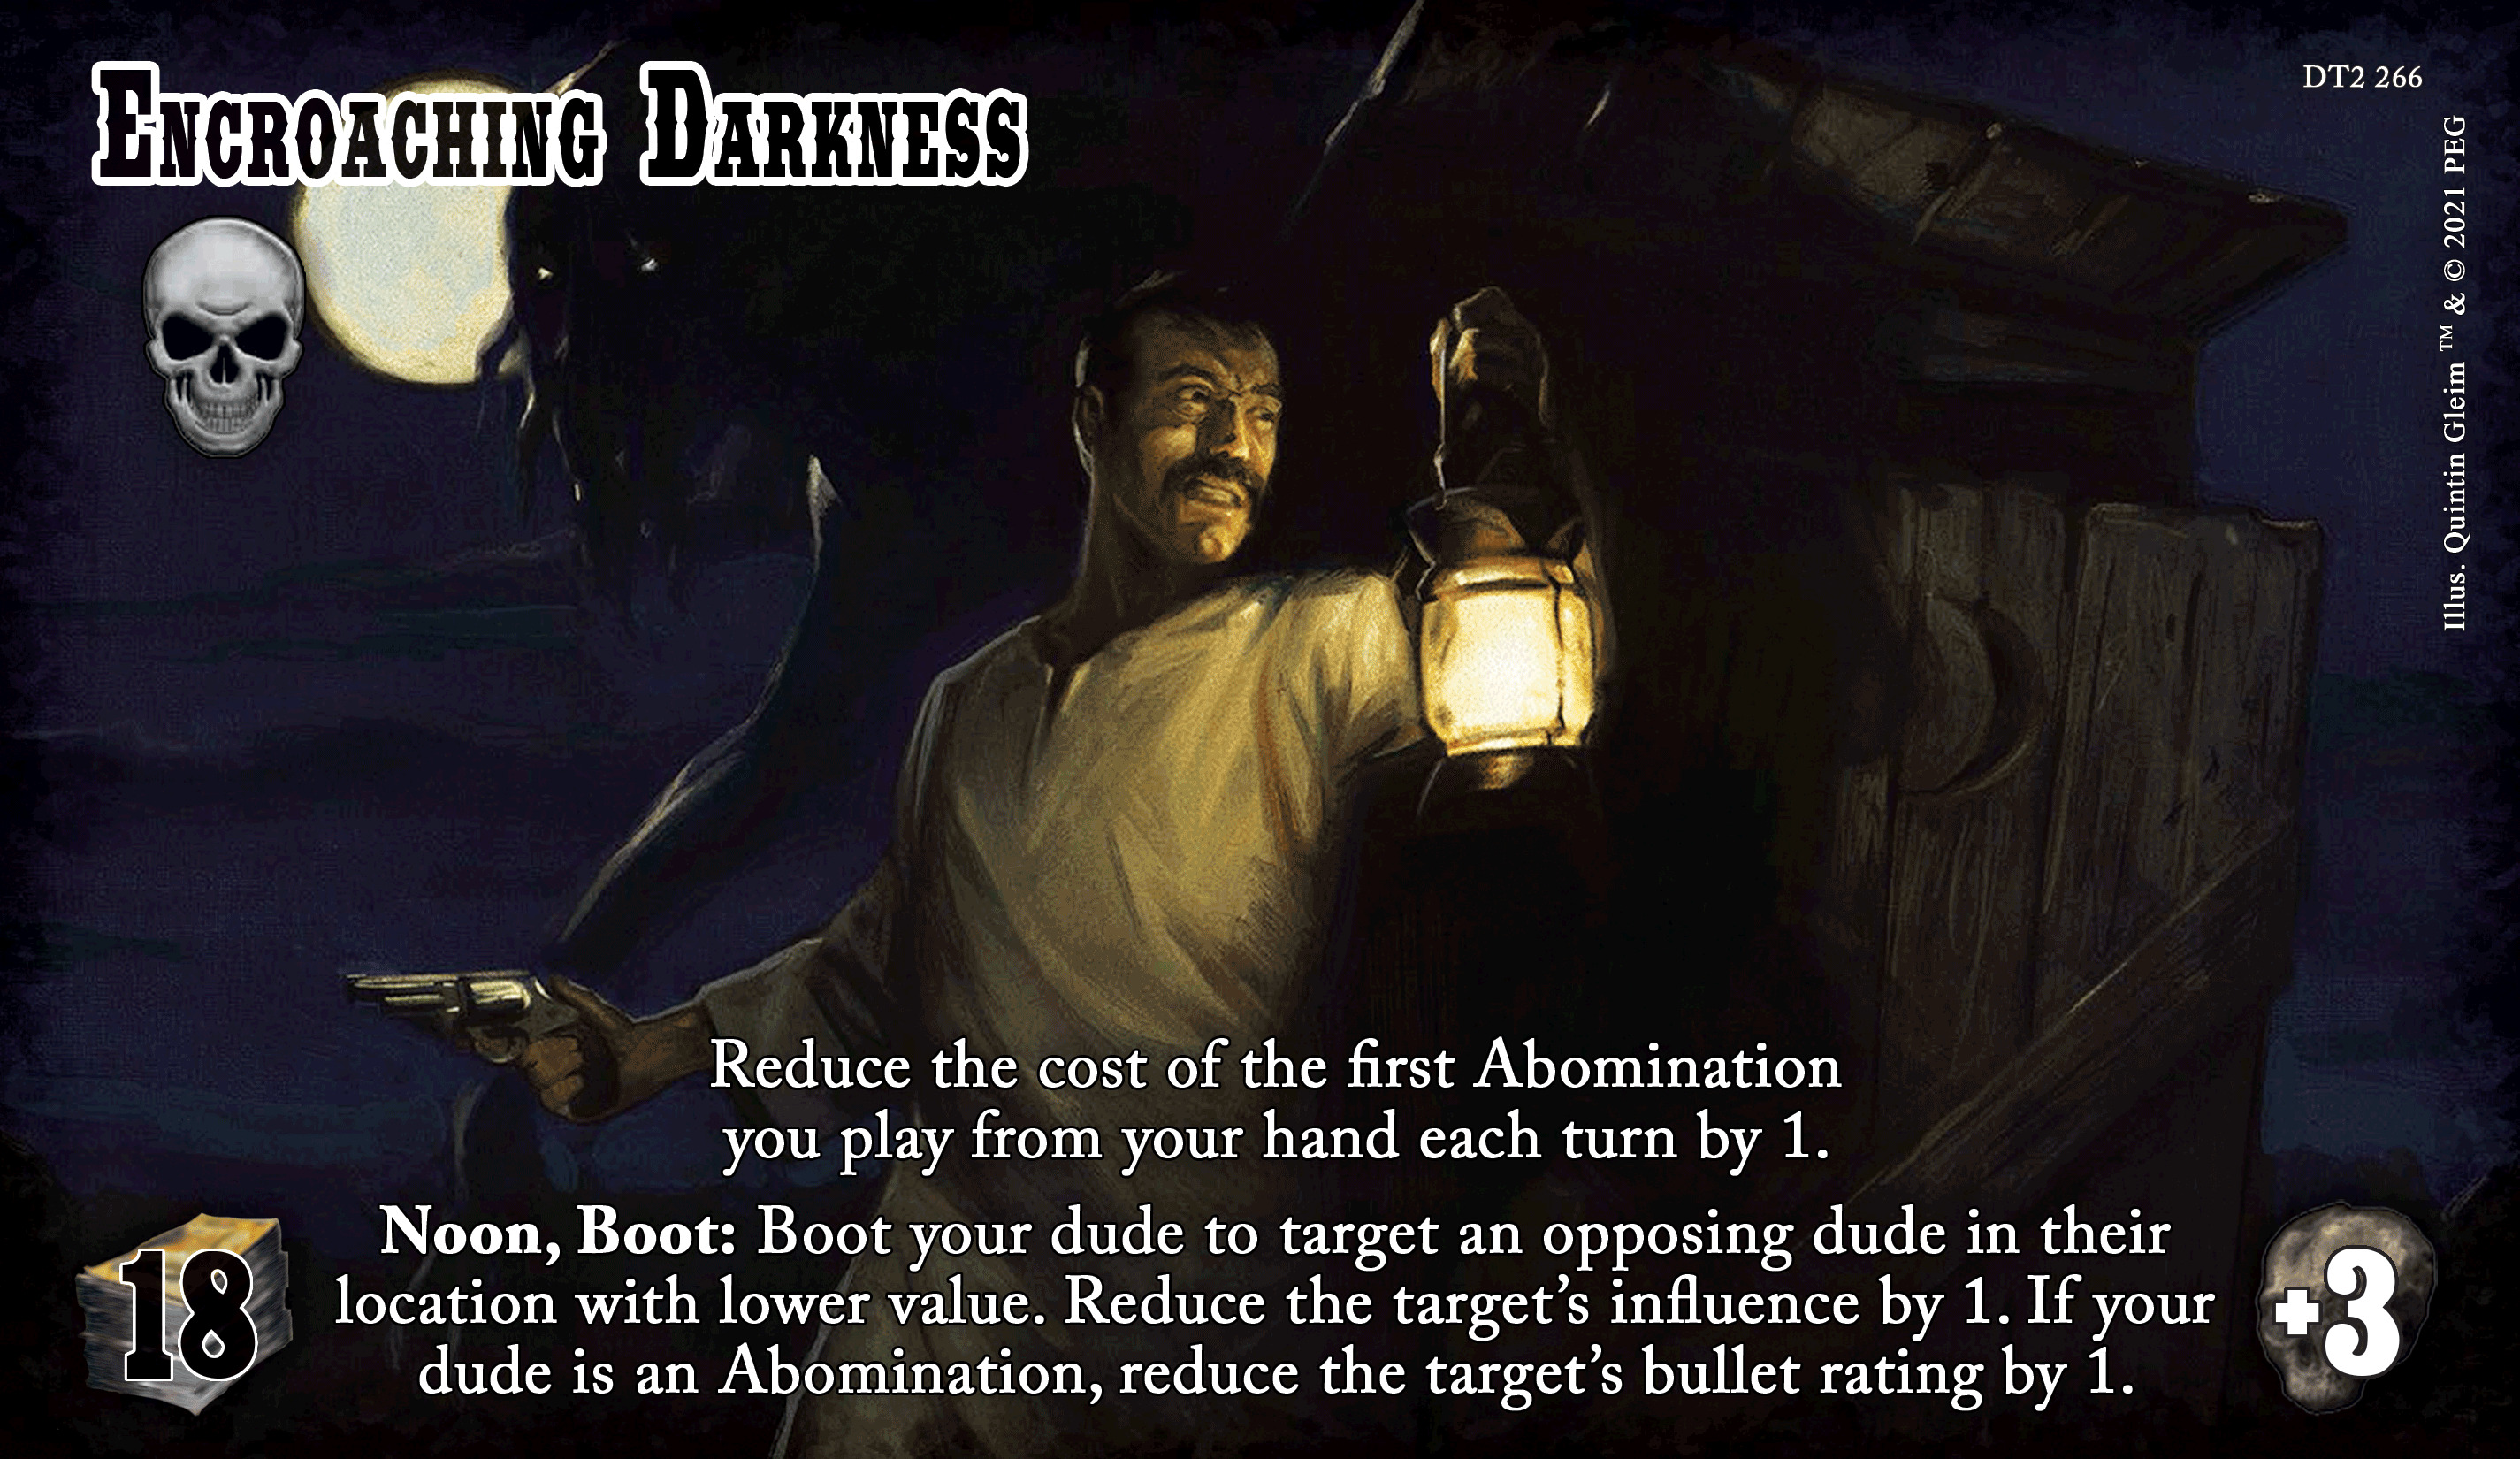 Encroaching Darkness
DT2 266
Illus. Quintin Gleim ™ & © 2021 PEG
Reduce the cost of the first Abomination
you play from your hand each turn by 1.
Noon, Boot: Boot your dude to target an opposing dude in their
location with lower value. Reduce the target's influence by 1. If your
dude is an Abomination, reduce the target's bullet rating by 1.
18
+3